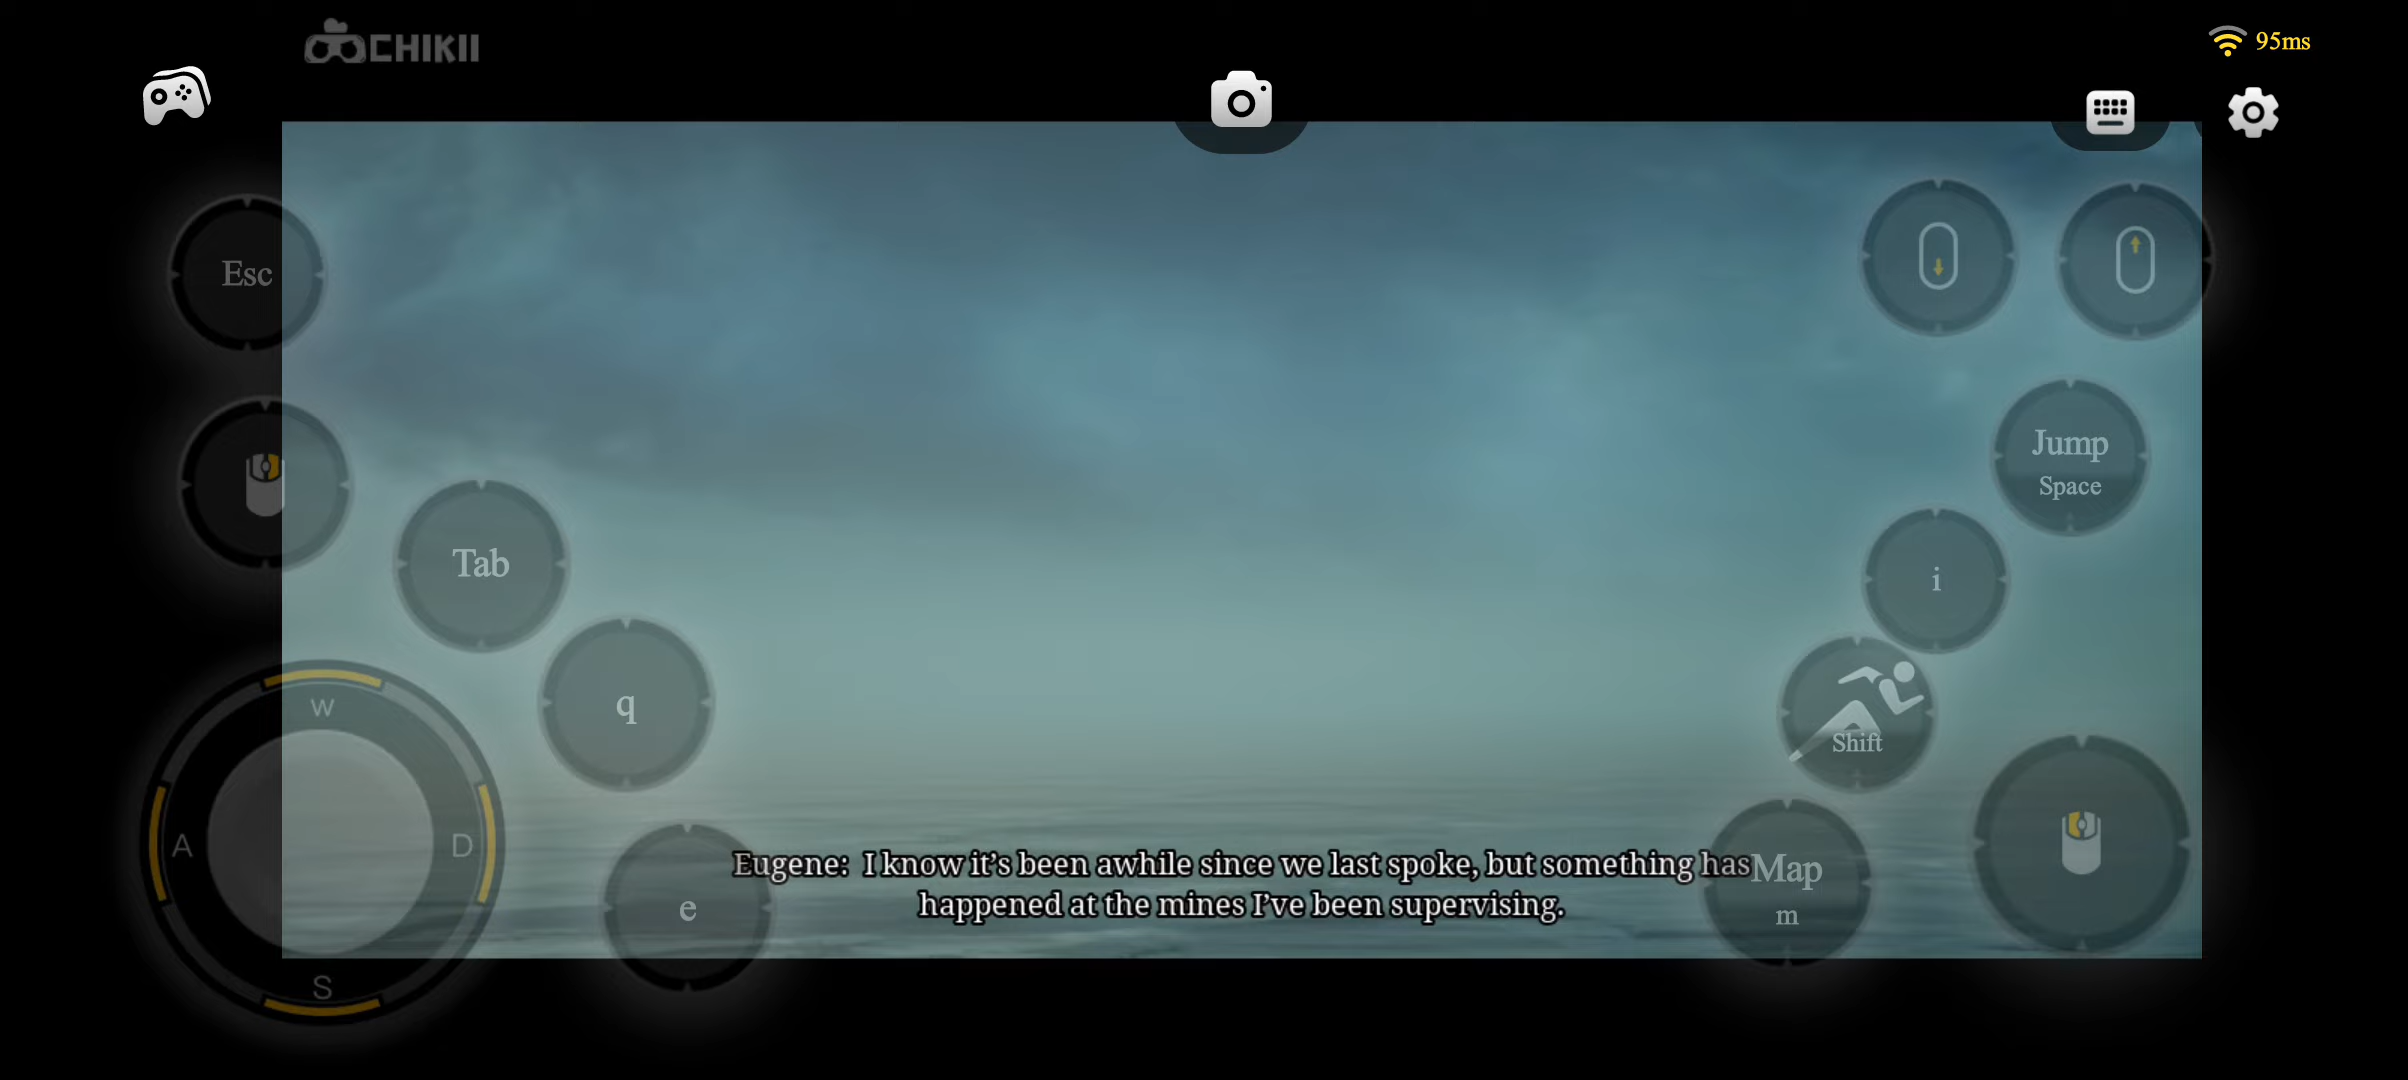 CHIKII
95ms
Esc
Jump
Space
Tab
i
q
W
Shift
A
D
Eugene:  I know it’s been awhile since we last spoke, but something has
happened at the mines I’ve been supervising.
e
Map
m
S